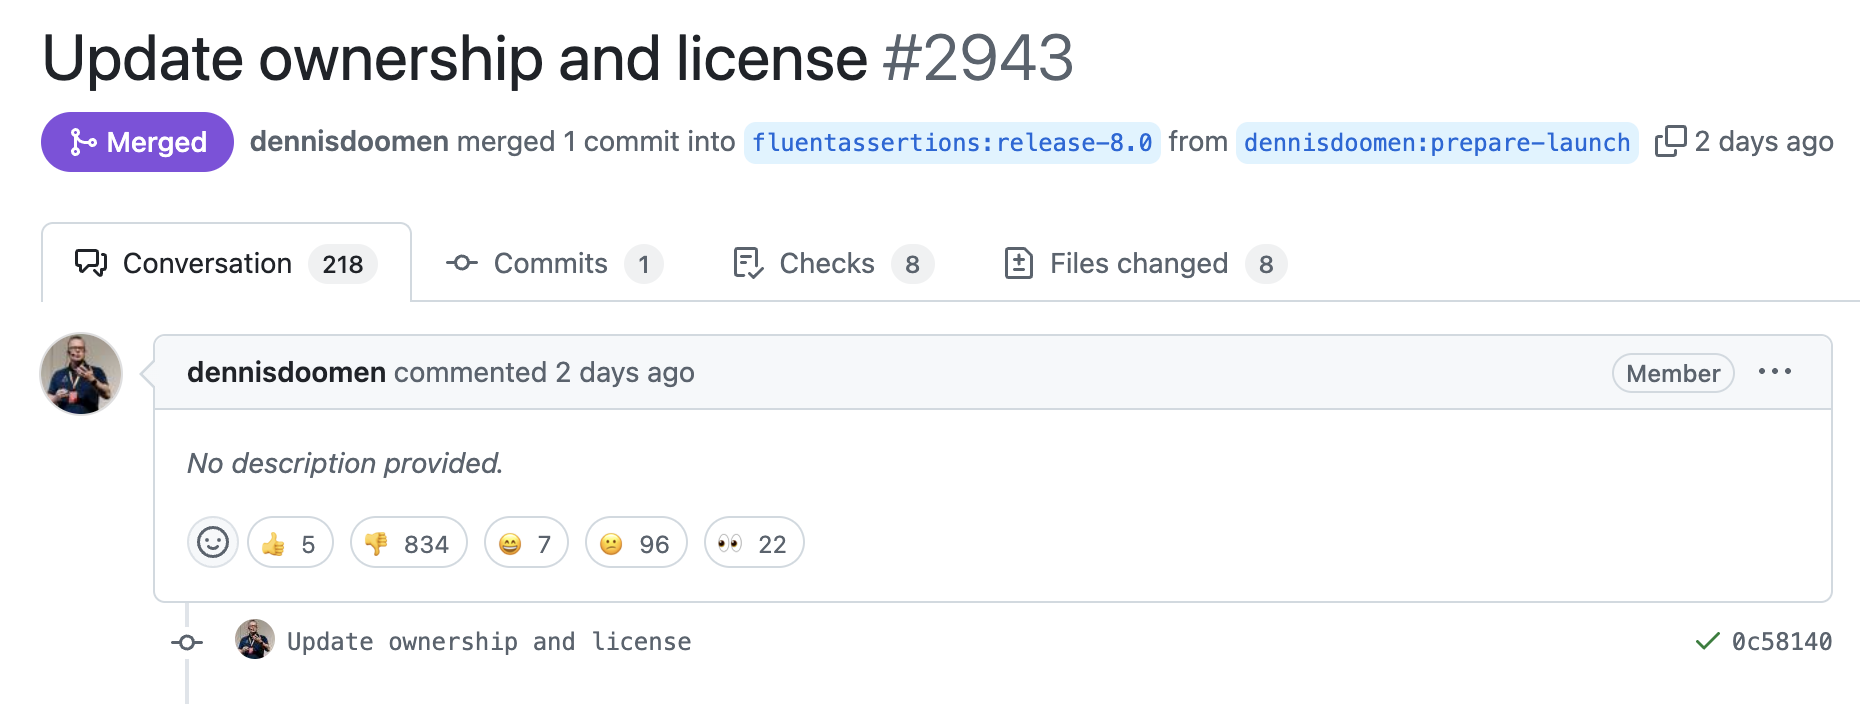 Update ownership and license #2943
Merged dennisdoomen merged 1 commit into fluentassertions:release-8.0 from dennisdoomen:prepare-launch 2 days ago
Conversation 218 Commits 1 Checks 8 Files changed 8
dennisdoomen commented 2 days ago Member
No description provided.
👍 5 👎 834 😄 7 😕 96 👀 22
Update ownership and license 0c58140